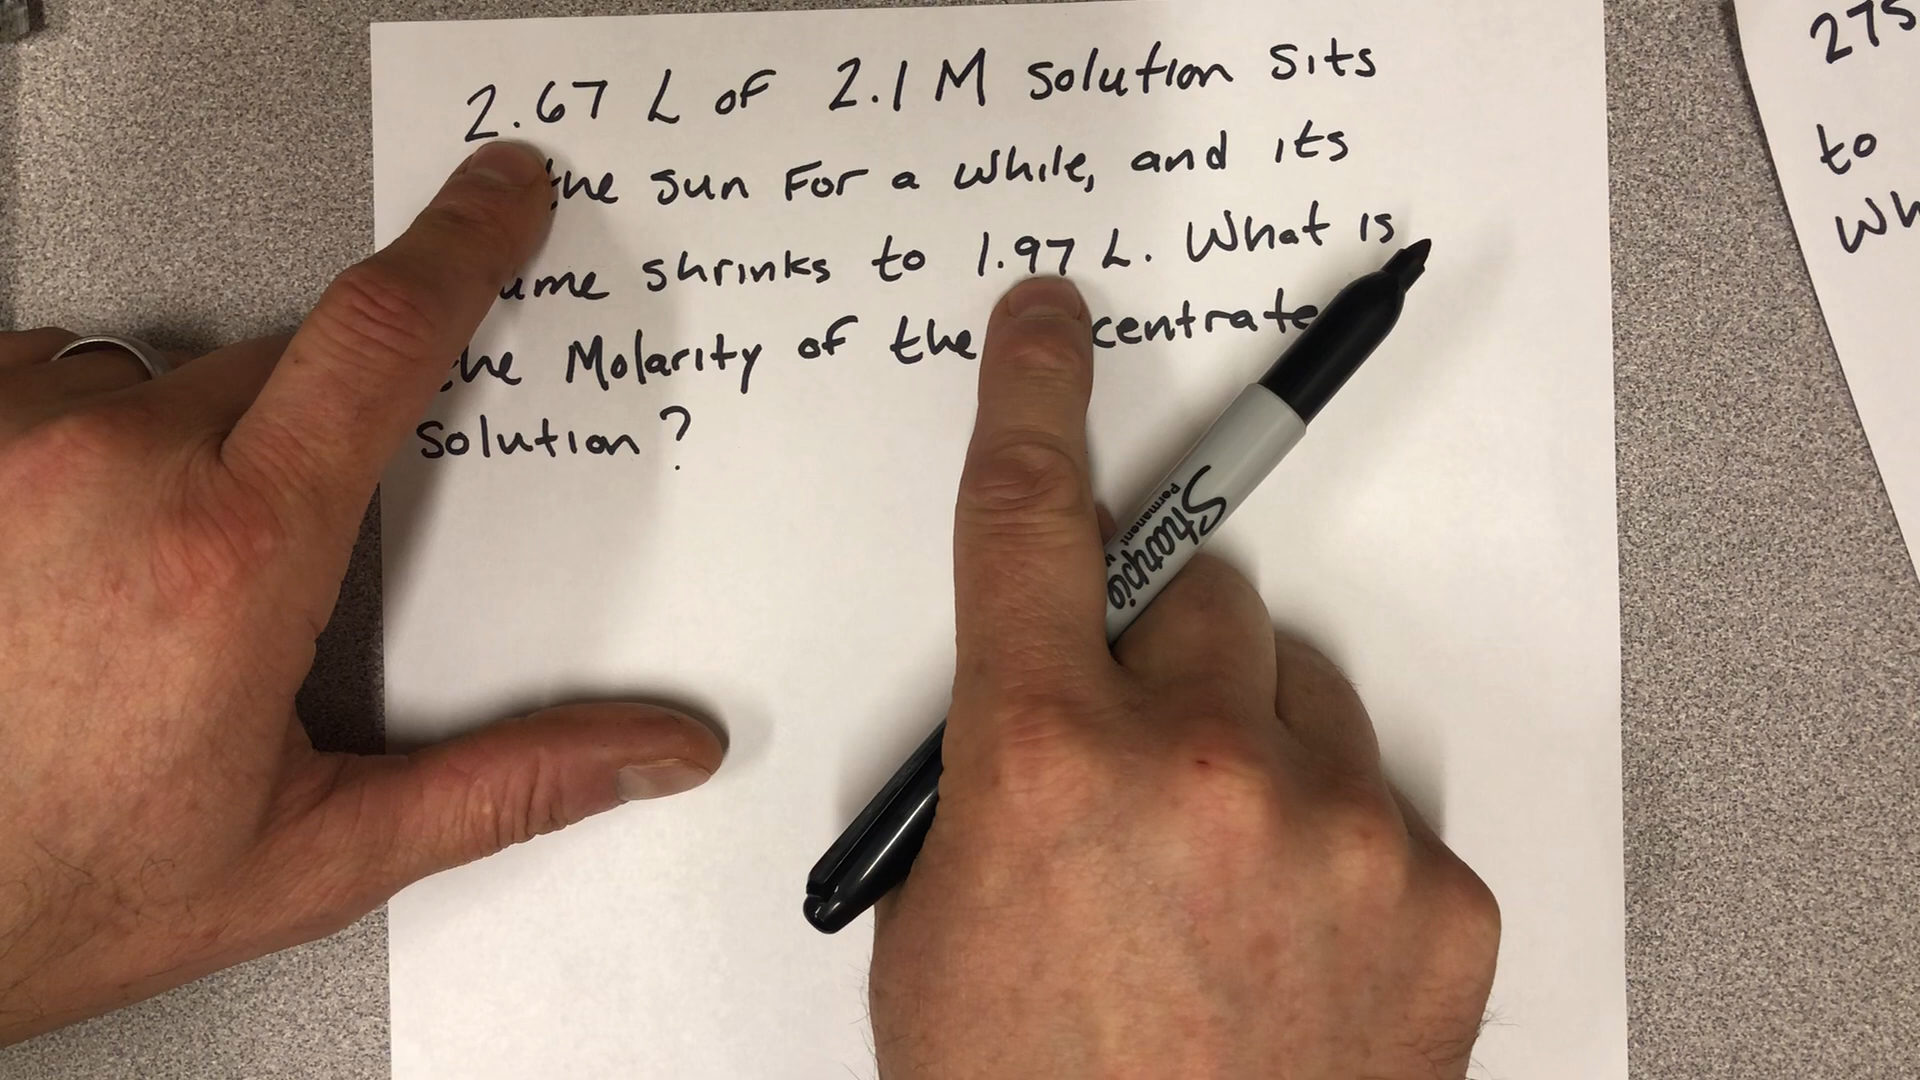 2.67 L of 2.1 M solution sits
the sun for a while, and its
ume shrinks to 1.97 L. What is
the Molarity of the centrate
solution?
Sharpie
Permanent
275
to
Wh